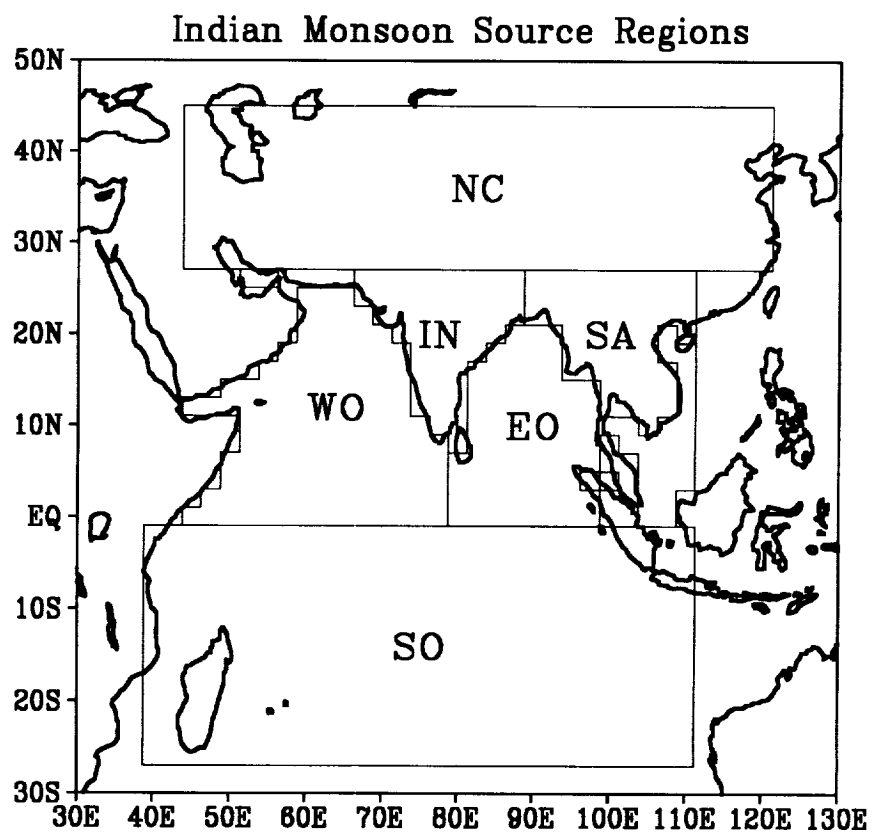 Indian Monsoon Source Regions
50N
40N
30N
20N
10N
EQ
10S
20S
30S
NC
IN
SA
WO
EO
SO
30E 40E 50E 60E 70E 80E 90E 100E 110E 120E 130E